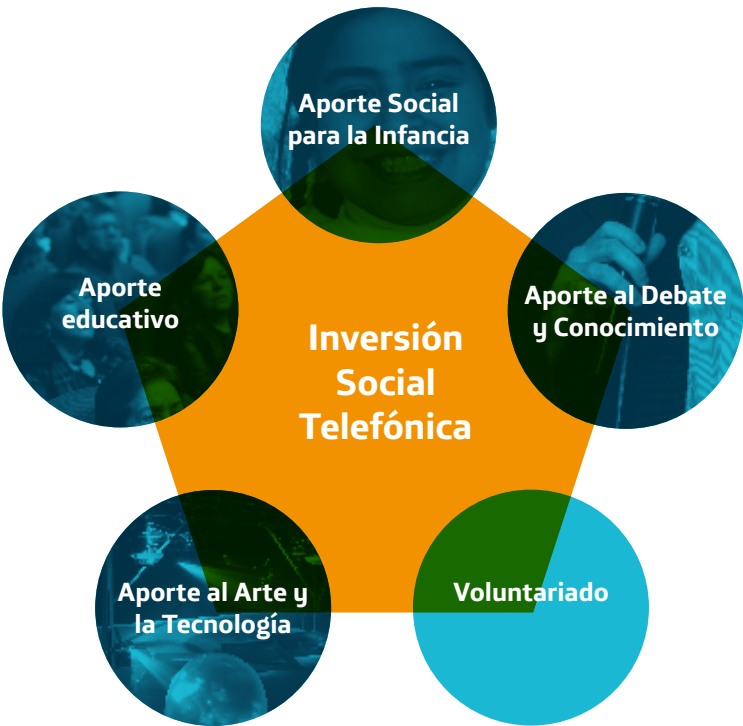 Aporte Social
para la Infancia
Aporte
educativo
Aporte al Debate
y Conocimiento
Inversión
Social
Telefónica
Aporte al Arte y
la Tecnología
Voluntariado